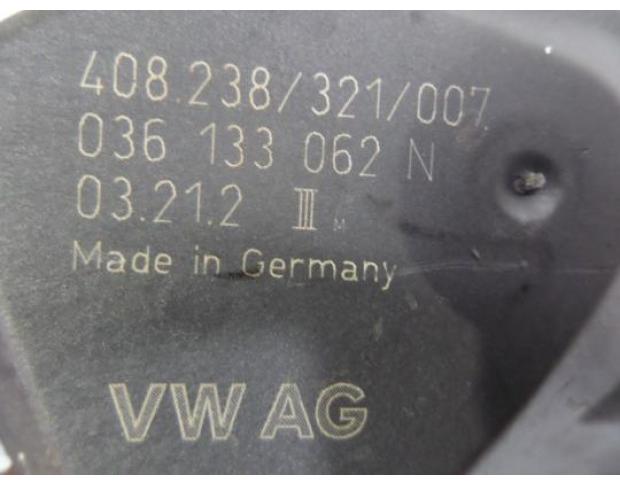 408.238/321/007
036 133 062 N
03.21.2 III M
Made in Germany
VW AG